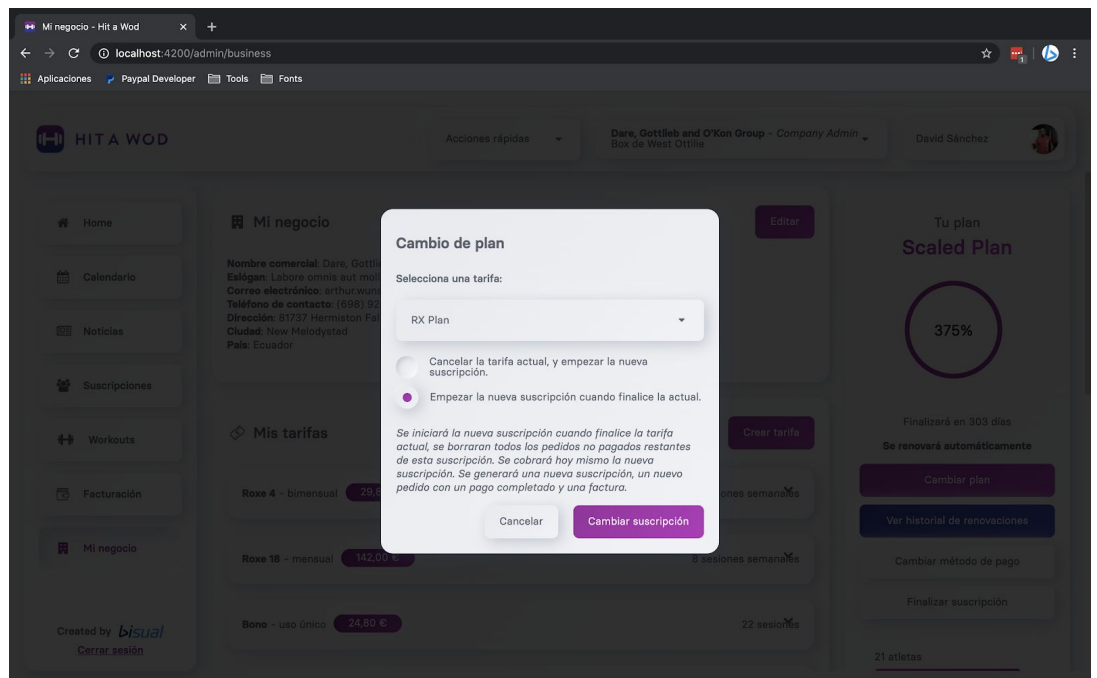 Mi negocio - Hit a Wod
localhost:4200/admin/business
Aplicaciones
Paypal Developer
Tools
Fonts
HIT A WOD
Acciones rápidas
Dare, Gottlieb and O'Kon Group - Company Admin
Box de West Ottilie
David Sánchez
Home
Calendario
Noticias
Suscripciones
Workouts
Facturación
Mi negocio
Created by bisual
Cerrar sesión
Mi negocio
Editar
Nombre comercial: Dare, Gottlie
Eslógan: Labore omnis aut moll
Correo electrónico: arthur.wuns
Teléfono de contacto: (698) 92
Dirección: 81737 Hermiston Fal
Ciudad: New Melodystad
País: Ecuador
Mis tarifas
Crear tarifa
Roxe 4 - bimensual 29,8
ones semanales
Roxe 18 - mensual 142,00 €
8 sesiones semanales
Bono - uso único 24,80 €
22 sesiones
Cambio de plan
Selecciona una tarifa:
RX Plan
Cancelar la tarifa actual, y empezar la nueva
suscripción.
Empezar la nueva suscripción cuando finalice la actual.
Se iniciará la nueva suscripción cuando finalice la tarifa
actual, se borraran todos los pedidos no pagados restantes
de esta suscripción. Se cobrará hoy mismo la nueva
suscripción. Se generará una nueva suscripción, un nuevo
pedido con un pago completado y una factura.
Cancelar
Cambiar suscripción
Tu plan
Scaled Plan
375%
Finalizará en 303 días
Se renovará automáticamente
Cambiar plan
Ver historial de renovaciones
Cambiar método de pago
Finalizar suscripción
21 atletas